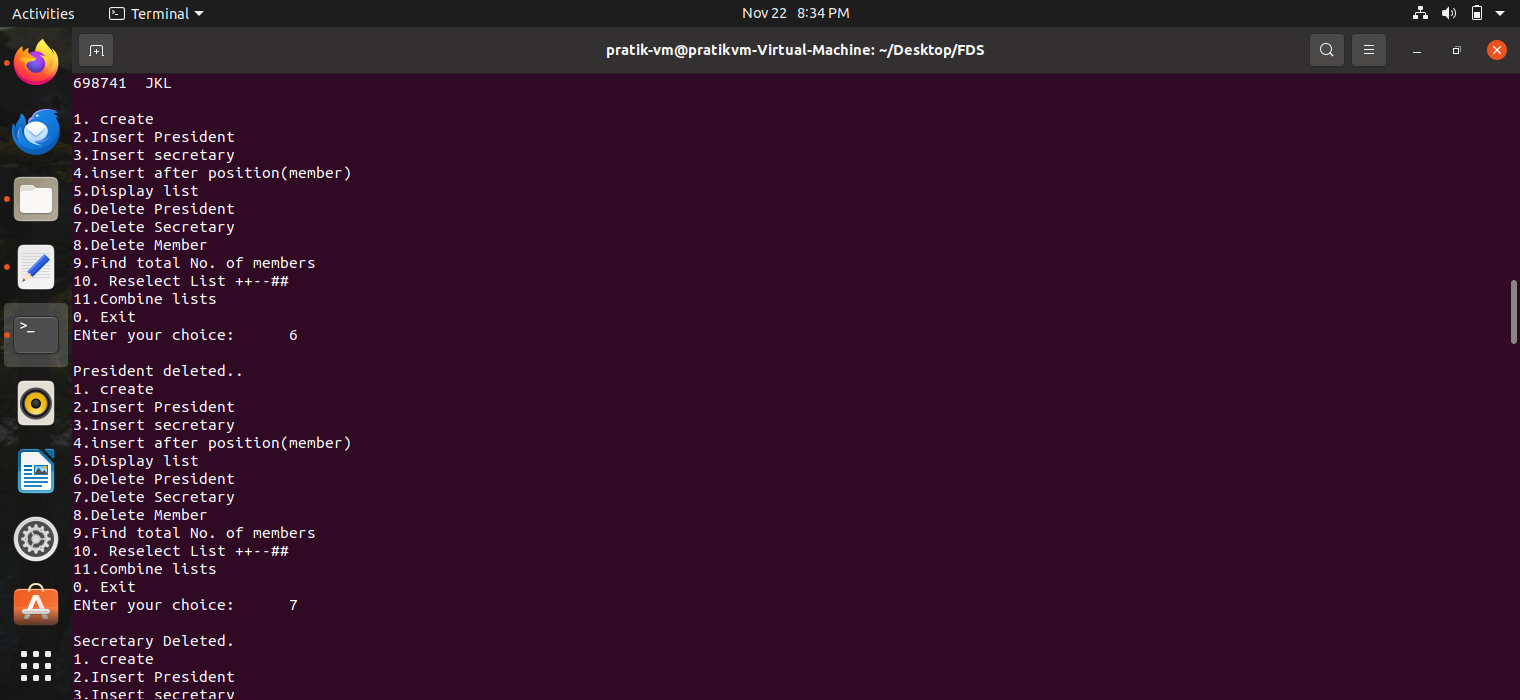 Activities Terminal Nov 22 8:34 PM
pratik-vm@pratikvm-Virtual-Machine: ~/Desktop/FDS
698741 JKL
1. create
2.Insert President
3.Insert secretary
4.insert after position(member)
5.Display list
6.Delete President
7.Delete Secretary
8.Delete Member
9.Find total No. of members
10. Reselect List ++--##
11.Combine lists
0. Exit
ENter your choice: 6
President deleted..
1. create
2.Insert President
3.Insert secretary
4.insert after position(member)
5.Display list
6.Delete President
7.Delete Secretary
8.Delete Member
9.Find total No. of members
10. Reselect List ++--##
11.Combine lists
0. Exit
ENter your choice: 7
Secretary Deleted.
1. create
2.Insert President
3.Insert secretary